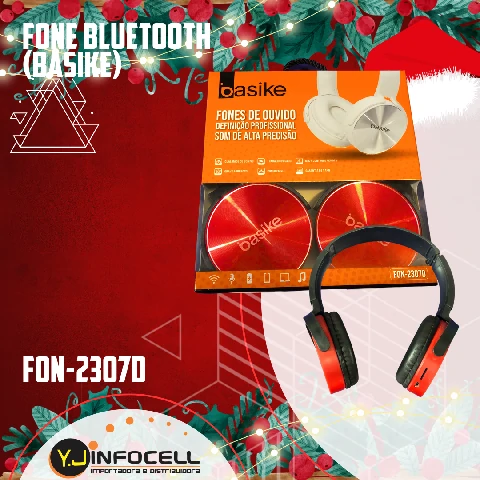 FONE BLUETOOTH
(BASIKE)
basike
FONES DE OUVIDO
DEFINIÇÃO PROFISSIONAL
SOM DE ALTA PRECISÃO
basike
basike
basike
FON-2307D
FON-2307D
Y.J INFOCELL
importadora e distribuidora